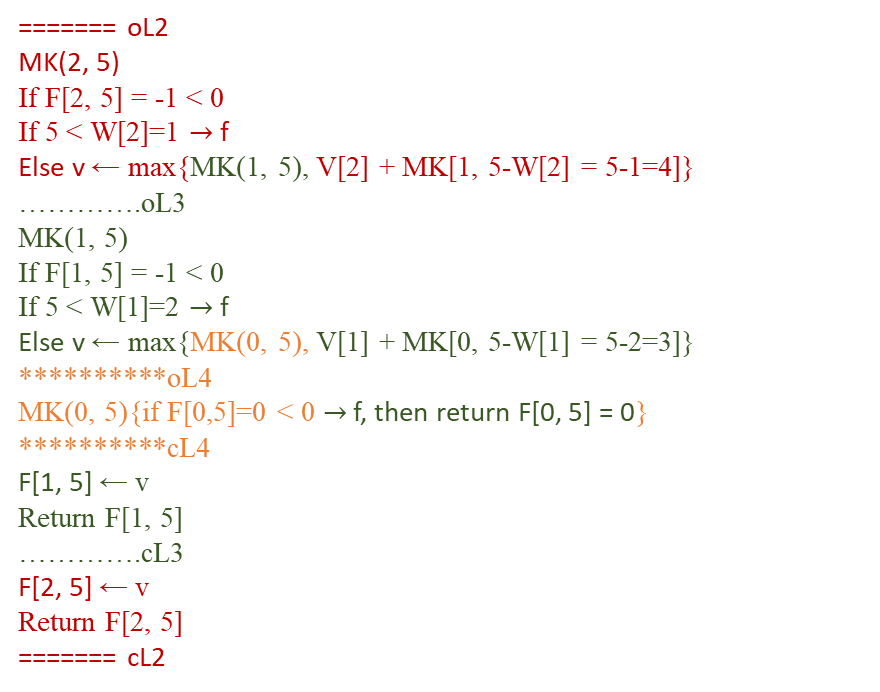 ======= oL2
MK(2, 5)
If F[2, 5] = -1 < 0
If 5 < W[2]=1 → f
Else v ← max{MK(1, 5), V[2] + MK[1, 5-W[2] = 5-1=4]}
………….oL3
MK(1, 5)
If F[1, 5] = -1 < 0
If 5 < W[1]=2 → f
Else v ← max{MK(0, 5), V[1] + MK[0, 5-W[1] = 5-2=3]}
**********oL4
MK(0, 5){if F[0,5]=0 < 0 → f, then return F[0, 5] = 0}
**********cL4
F[1, 5] ← v
Return F[1, 5]
………….cL3
F[2, 5] ← v
Return F[2, 5]
======= cL2